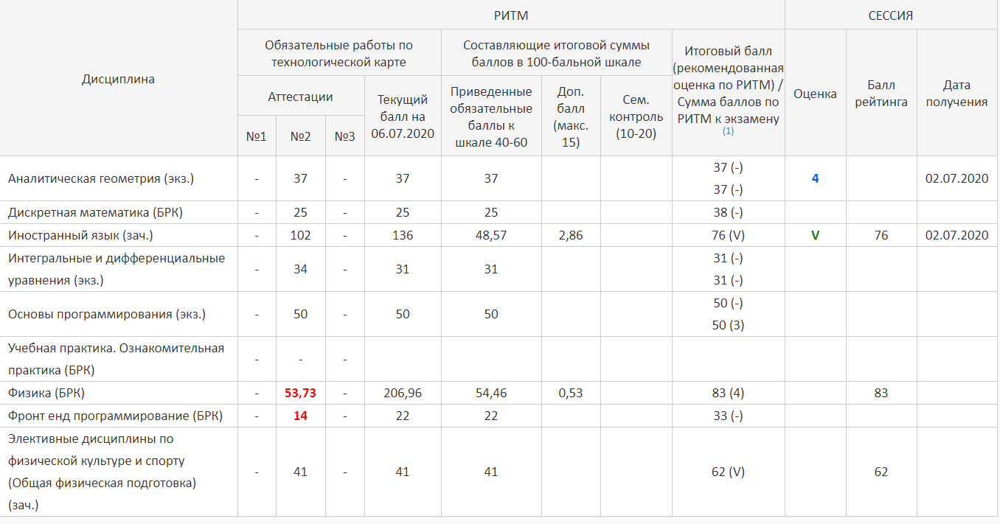 Дисциплина
РИТМ
СЕССИЯ
Обязательные работы по
технологической карте
Составляющие итоговой суммы
баллов в 100-бальной шкале
Итоговый балл
(рекомендованная
оценка по РИТМ) /
Сумма баллов по
РИТМ к экзамену
(1)
Оценка
Балл
рейтинга
Дата
получения
Аттестации
Текущий
балл на
06.07.2020
Приведенные
обязательные
баллы к
шкале 40-60
Доп.
балл
(макс.
15)
Сем.
контроль
(10-20)
№1 №2 №3
Аналитическая геометрия (экз.) - 37 - 37 37 37 (-) 4 02.07.2020
37 (-)
Дискретная математика (БРК) - 25 - 25 25 38 (-)
Иностранный язык (зач.) - 102 - 136 48,57 2,86 76 (V) V 76 02.07.2020
Интегральные и дифференциальные
уравнения (экз.)
- 34 - 31 31 31 (-)
31 (-)
Основы программирования (экз.) - 50 - 50 50 50 (-)
50 (3)
Учебная практика. Ознакомительная
практика (БРК)
- - -
Физика (БРК) - 53,73 - 206,96 54,46 0,53 83 (4) 83
Фронт енд программирование (БРК) - 14 - 22 22 33 (-)
Элективные дисциплины по
физической культуре и спорту
(Общая физическая подготовка)
(зач.)
- 41 - 41 41 62 (V) 62